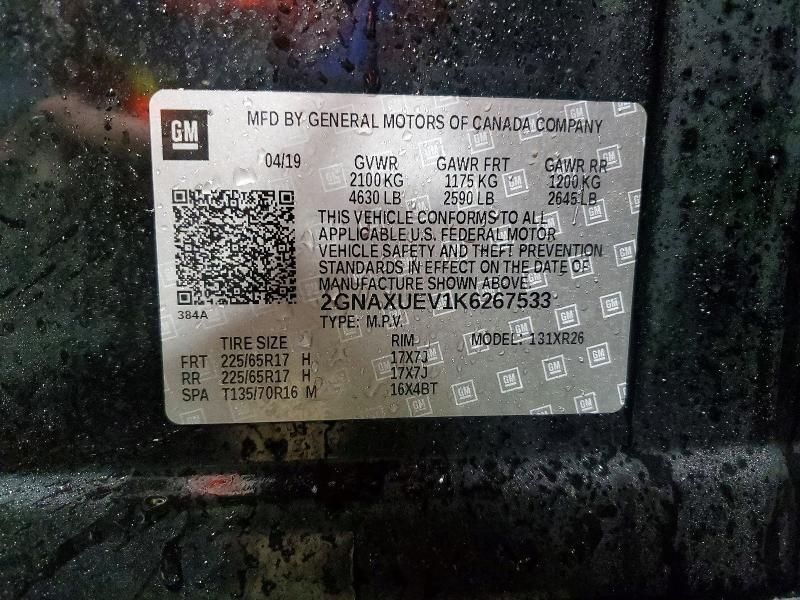 GM MFD BY GENERAL MOTORS OF CANADA COMPANY
04/19 GVWR GAWR FRT GAWR RR
2100 KG 1175 KG 1200 KG
4630 LB 2590 LB 2645 LB
THIS VEHICLE CONFORMS TO ALL
APPLICABLE U.S. FEDERAL MOTOR
VEHICLE SAFETY AND THEFT PREVENTION
STANDARDS IN EFFECT ON THE DATE OF
MANUFACTURE SHOWN ABOVE.
2GNAXUEV1K6267533
384A
TYPE: M.P.V.
TIRE SIZE RIM MODEL: 131XR26
FRT 225/65R17 H 17X7J
RR 225/65R17 H 17X7J
SPA T135/70R16 M 16X4BT